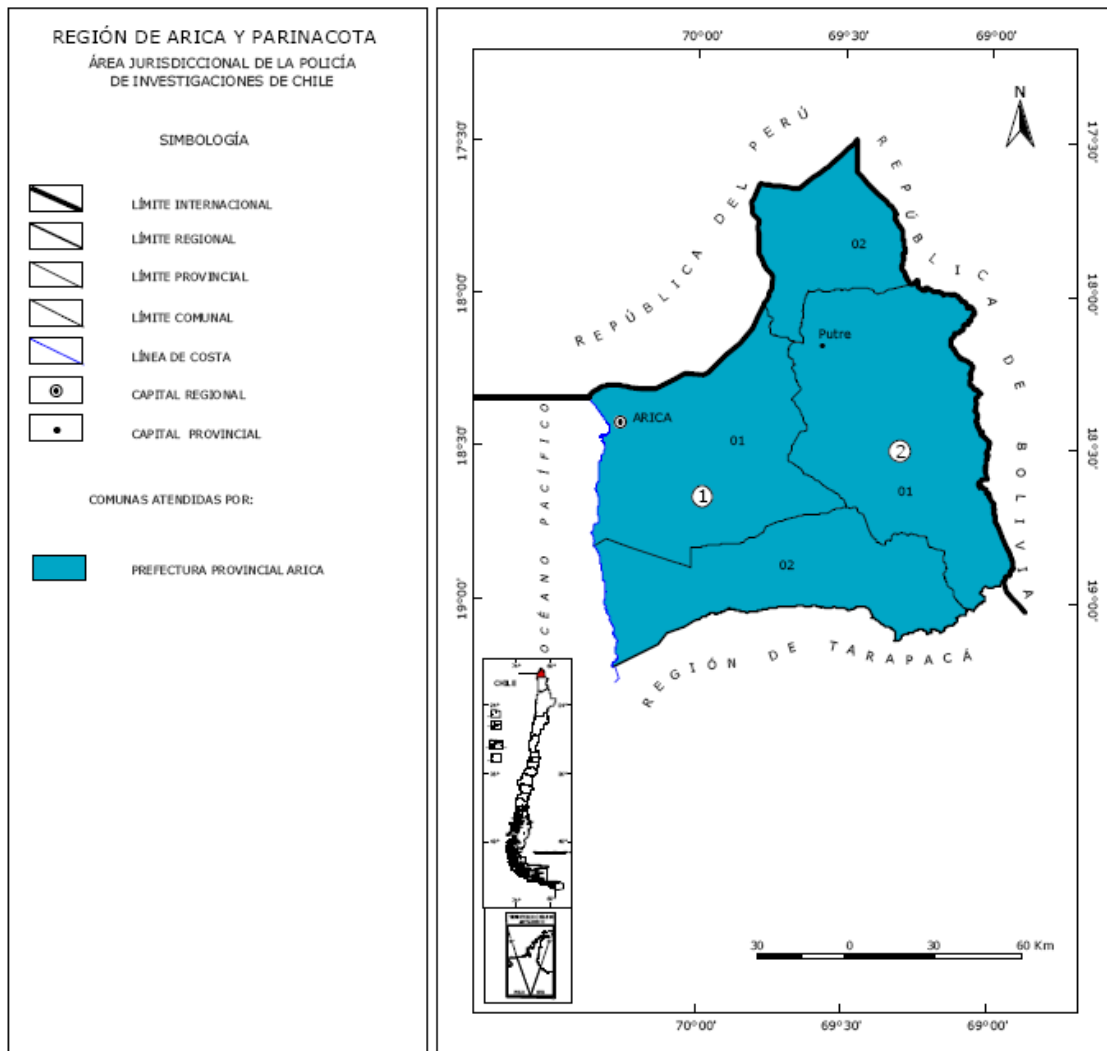 REGIÓN DE ARICA Y PARINACOTA
ÁREA JURISDICCIONAL DE LA POLICÍA
DE INVESTIGACIONES DE CHILE
SIMBOLOGÍA
LÍMITE INTERNACIONAL
LÍMITE REGIONAL
LÍMITE PROVINCIAL
LÍMITE COMUNAL
LÍNEA DE COSTA
CAPITAL REGIONAL
CAPITAL PROVINCIAL
COMUNAS ATENDIDAS POR:
PREFECTURA PROVINCIAL ARICA
70°00'
69°30'
69°00'
N
17°30'
17°30'
REPÚBLICA DEL PERÚ
REPÚBLICA DE BOLIVIA
02
18°00'
18°00'
Putre
ARICA
01
18°30'
18°30'
2
1
01
OCÉANO PACÍFICO
02
19°00'
19°00'
REGIÓN DE TARAPACÁ
CHILE
30 0 30 60 Km
70°00'
69°30'
69°00'